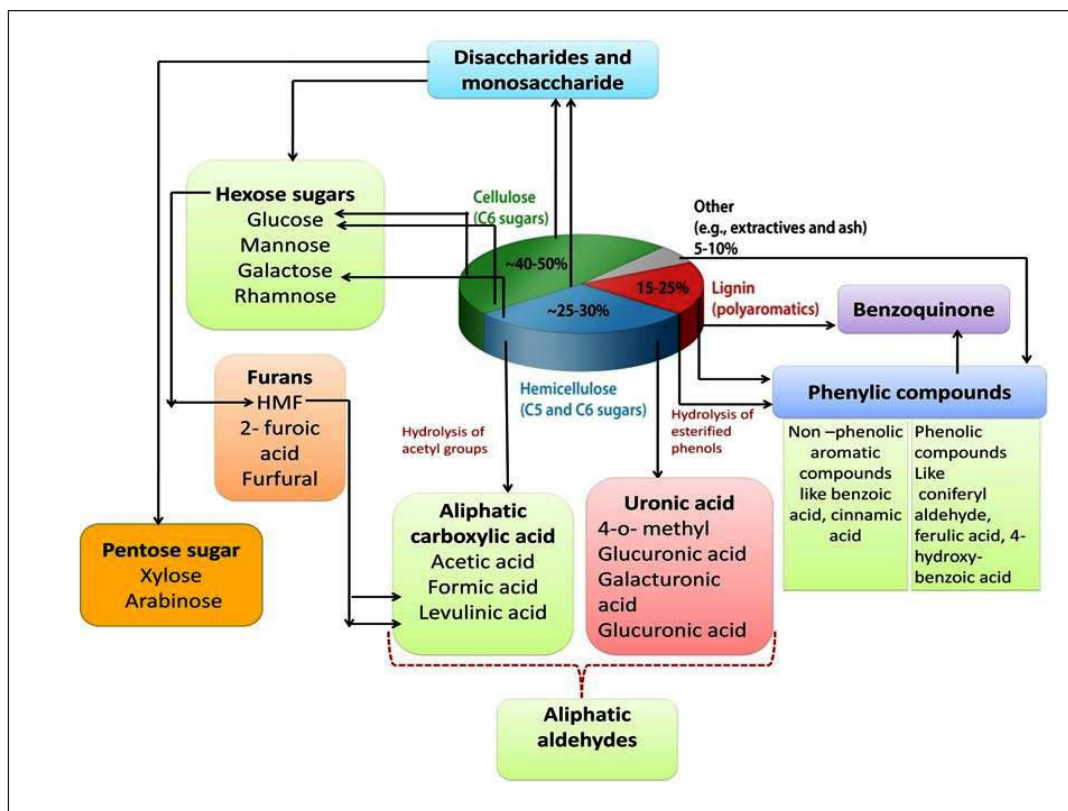 Disaccharides and
monosaccharide
Hexose sugars
Glucose
Mannose
Galactose
Rhamnose
Cellulose
(C6 sugars)
Other
(e.g., extractives and ash)
5-10%
~40-50%
15-25%
~25-30%
Lignin
(polyaromatics)
Benzoquinone
Hemicellulose
(C5 and C6 sugars)
Furans
HMF
2- furoic
acid
Furfural
Hydrolysis of
acetyl groups
Hydrolysis of
esterified
phenols
Phenylic compounds
Non –phenolic
aromatic
compounds
like benzoic
acid, cinnamic
acid
Phenolic
compounds
Like
coniferyl
aldehyde,
ferulic acid, 4-
hydroxy-
benzoic acid
Pentose sugar
Xylose
Arabinose
Aliphatic
carboxylic acid
Acetic acid
Formic acid
Levulinic acid
Uronic acid
4-o- methyl
Glucuronic acid
Galacturonic
acid
Glucuronic acid
Aliphatic
aldehydes